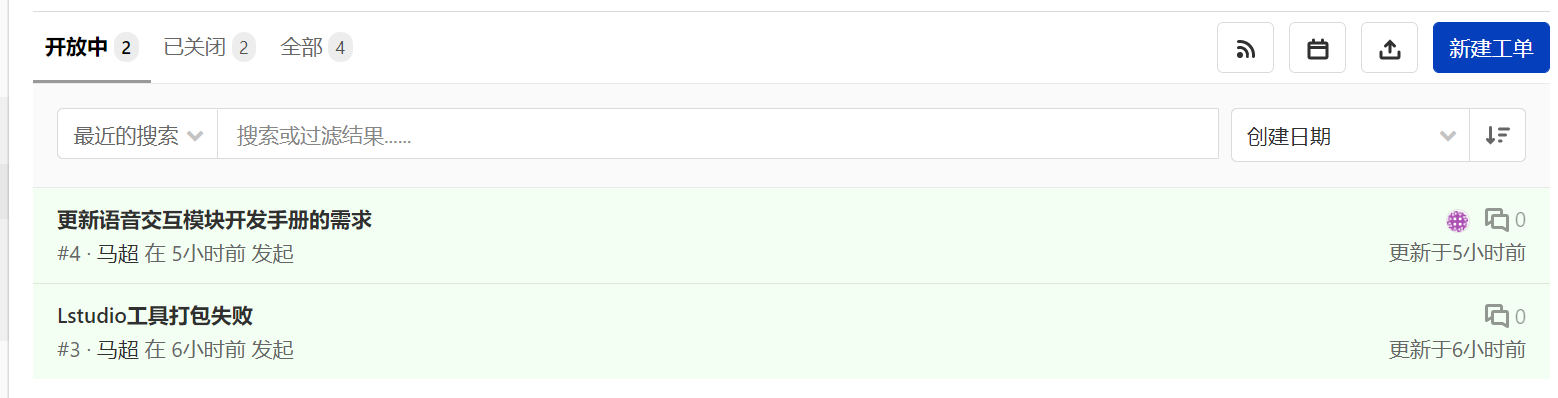 开放中 2 已关闭 2 全部 4 新建工单
最近的搜索 搜索或过滤结果...... 创建日期
更新语音交互模块开发手册的需求 0
#4 · 马超 在 5小时前 发起 更新于5小时前
Lstudio工具打包失败 0
#3 · 马超 在 6小时前 发起 更新于6小时前